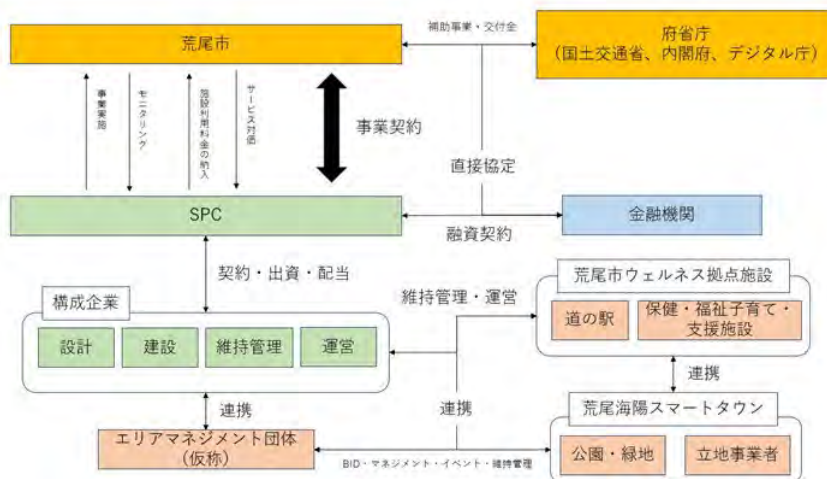 荒尾市
補助事業・交付金
府省庁
(国土交通省、内閣府、デジタル庁)
事業実施
モニタリング
施設利用料金の納入
サービス対価
事業契約
直接協定
SPC
金融機関
融資契約
契約・出資・配当
構成企業
設計
建設
維持管理
運営
維持管理・運営
荒尾市ウェルネス拠点施設
道の駅
保健・福祉子育て・
支援施設
連携
連携
連携
荒尾海陽スマートタウン
エリアマネジメント団体
(仮称)
BID・マネジメント・イベント・維持管理
公園・緑地
立地事業者